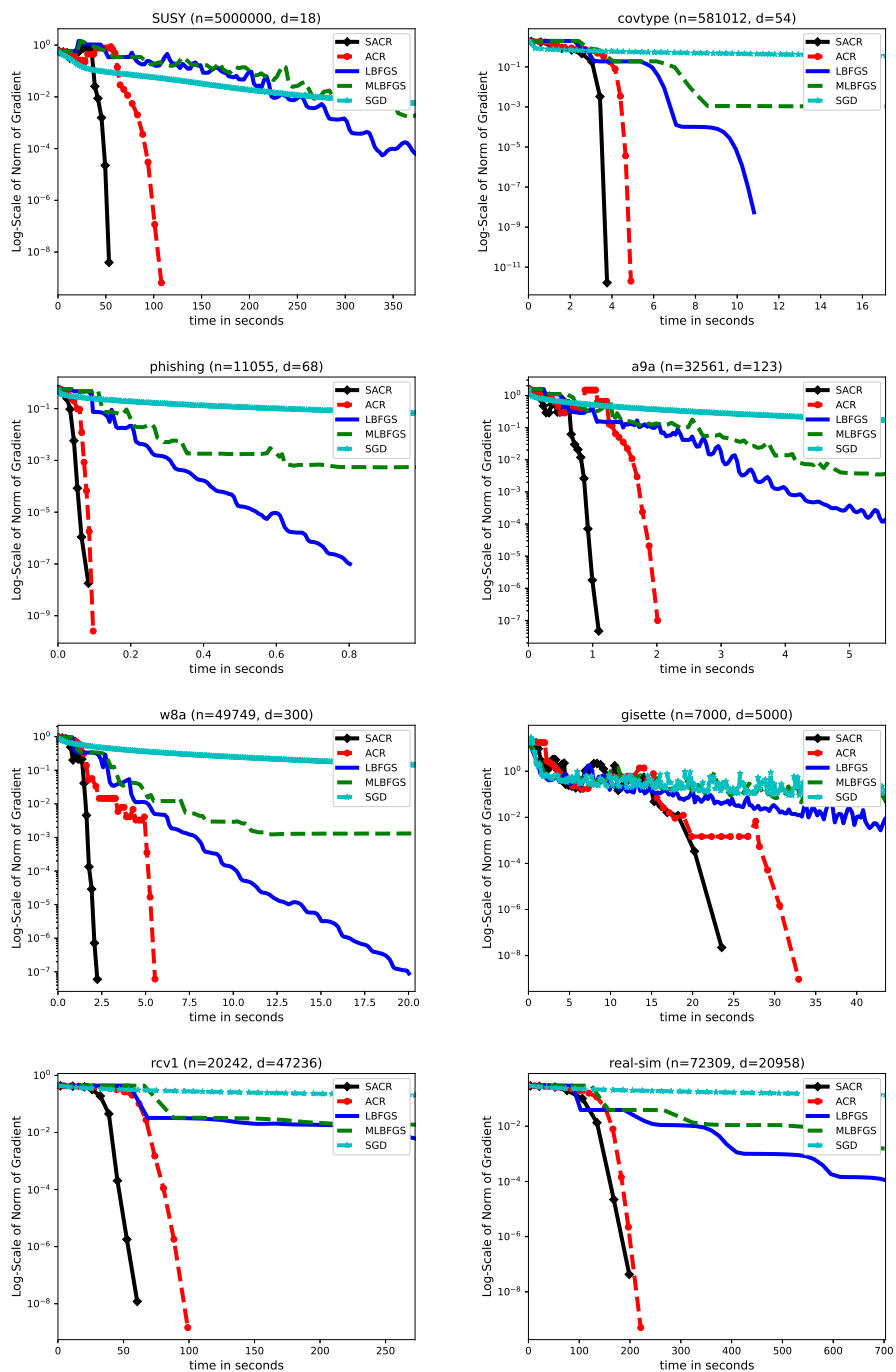 SUSY (n=5000000, d=18)
Log-Scale of Norm of Gradient
10^0
10^-2
10^-4
10^-6
10^-8
SACR
ACR
LBFGS
MLBFGS
SGD
0 50 100 150 200 250 300 350
time in seconds
covtype (n=581012, d=54)
Log-Scale of Norm of Gradient
10^-1
10^-3
10^-5
10^-7
10^-9
10^-11
SACR
ACR
LBFGS
MLBFGS
SGD
0 2 4 6 8 10 12 14 16
time in seconds
phishing (n=11055, d=68)
Log-Scale of Norm of Gradient
10^-1
10^-3
10^-5
10^-7
10^-9
SACR
ACR
LBFGS
MLBFGS
SGD
0.0 0.2 0.4 0.6 0.8
time in seconds
a9a (n=32561, d=123)
Log-Scale of Norm of Gradient
10^0
10^-1
10^-2
10^-3
10^-4
10^-5
10^-6
10^-7
SACR
ACR
LBFGS
MLBFGS
SGD
0 1 2 3 4 5
time in seconds
w8a (n=49749, d=300)
Log-Scale of Norm of Gradient
10^0
10^-1
10^-2
10^-3
10^-4
10^-5
10^-6
10^-7
SACR
ACR
LBFGS
MLBFGS
SGD
0.0 2.5 5.0 7.5 10.0 12.5 15.0 17.5 20.0
time in seconds
gisette (n=7000, d=5000)
Log-Scale of Norm of Gradient
10^0
10^-2
10^-4
10^-6
10^-8
SACR
ACR
LBFGS
MLBFGS
SGD
0 5 10 15 20 25 30 35 40
time in seconds
rcv1 (n=20242, d=47236)
Log-Scale of Norm of Gradient
10^0
10^-2
10^-4
10^-6
10^-8
SACR
ACR
LBFGS
MLBFGS
SGD
0 50 100 150 200 250
time in seconds
real-sim (n=72309, d=20958)
Log-Scale of Norm of Gradient
10^0
10^-2
10^-4
10^-6
10^-8
SACR
ACR
LBFGS
MLBFGS
SGD
0 100 200 300 400 500 600 700
time in seconds